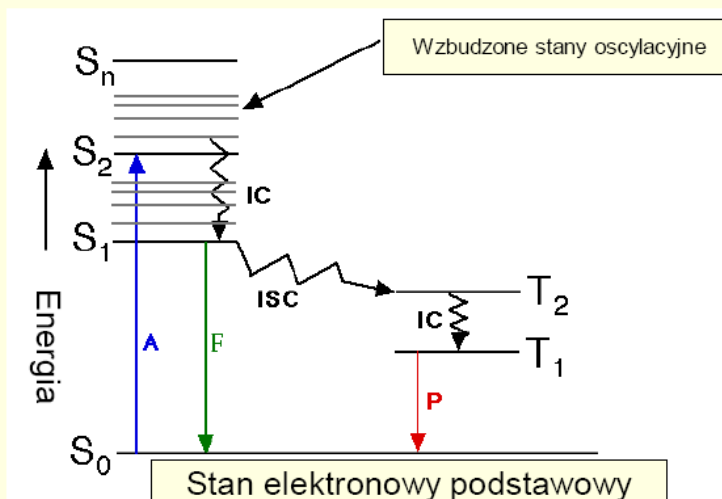 Wzbudzone stany oscylacyjne
Sn
S2
IC
S1
ISC
T2
IC
T1
Energia
A
F
P
S0
Stan elektronowy podstawowy